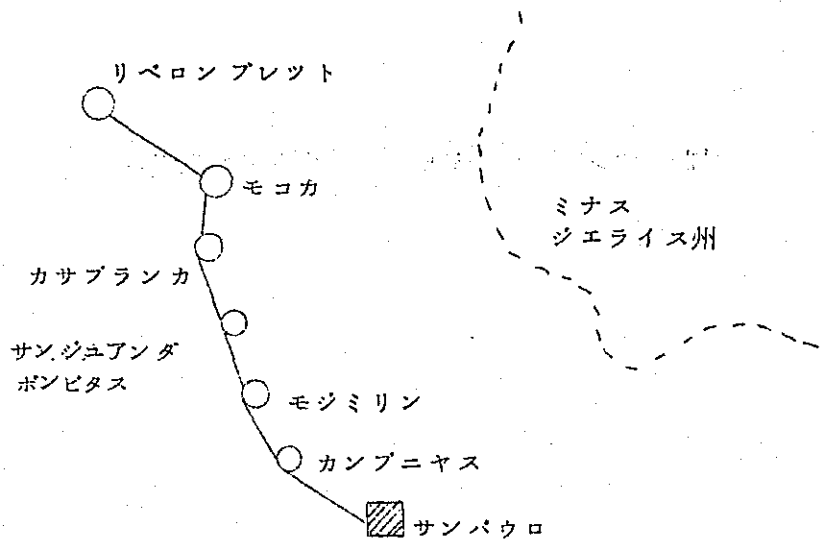 リベロンプレツト
モコカ
ミナス
ジエライス州
カサブランカ
サンジユアンダ
ボンビタス
モジミリン
カンプニヤス
サンパウロ